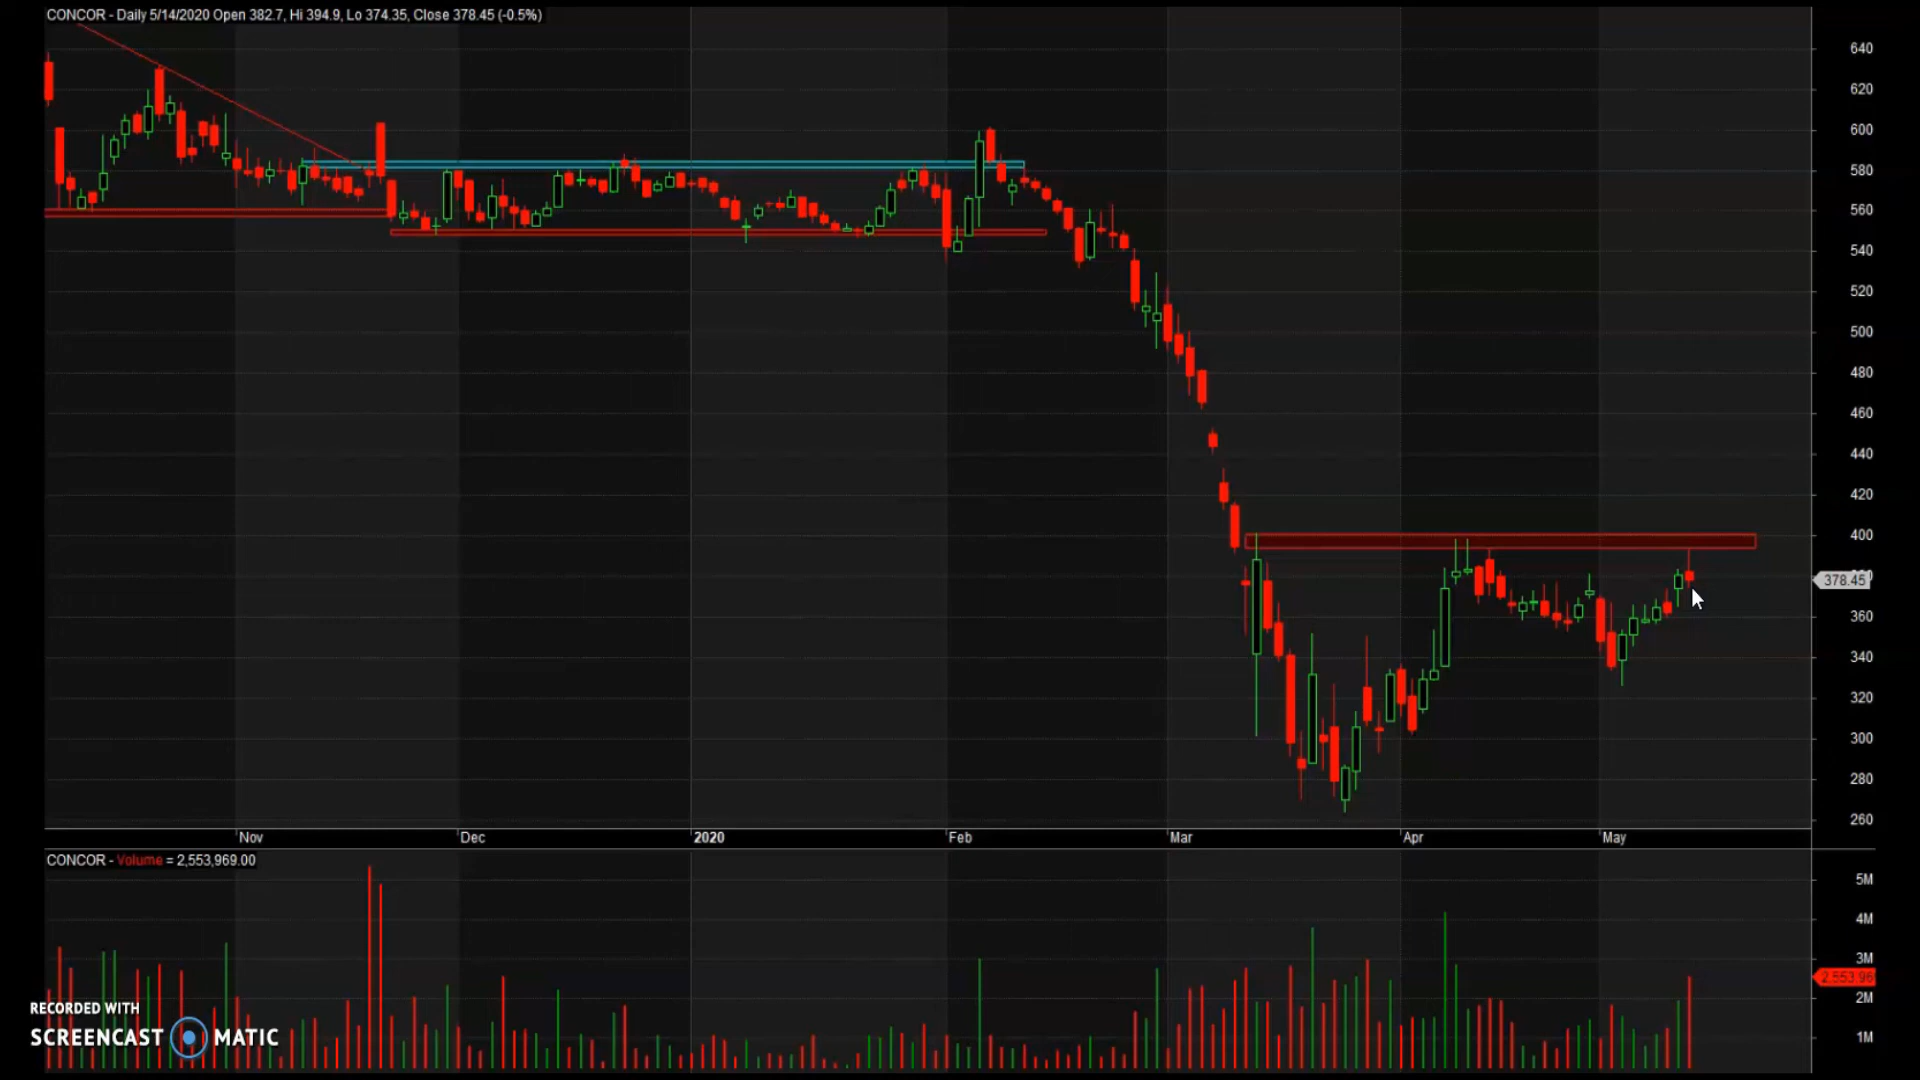 CONCOR - Daily 5/14/2020 Open 382.7, Hi 394.9, Lo 374.35, Close 378.45 (-0.5%)
640
620
600
580
560
540
520
500
480
460
440
420
400
378.45
360
340
320
300
280
260
Nov Dec 2020 Feb Mar Apr May
CONCOR - Volume = 2,553,969.00
5M
4M
3M
2,553,96
2M
1M
RECORDED WITH
SCREENCAST MATIC